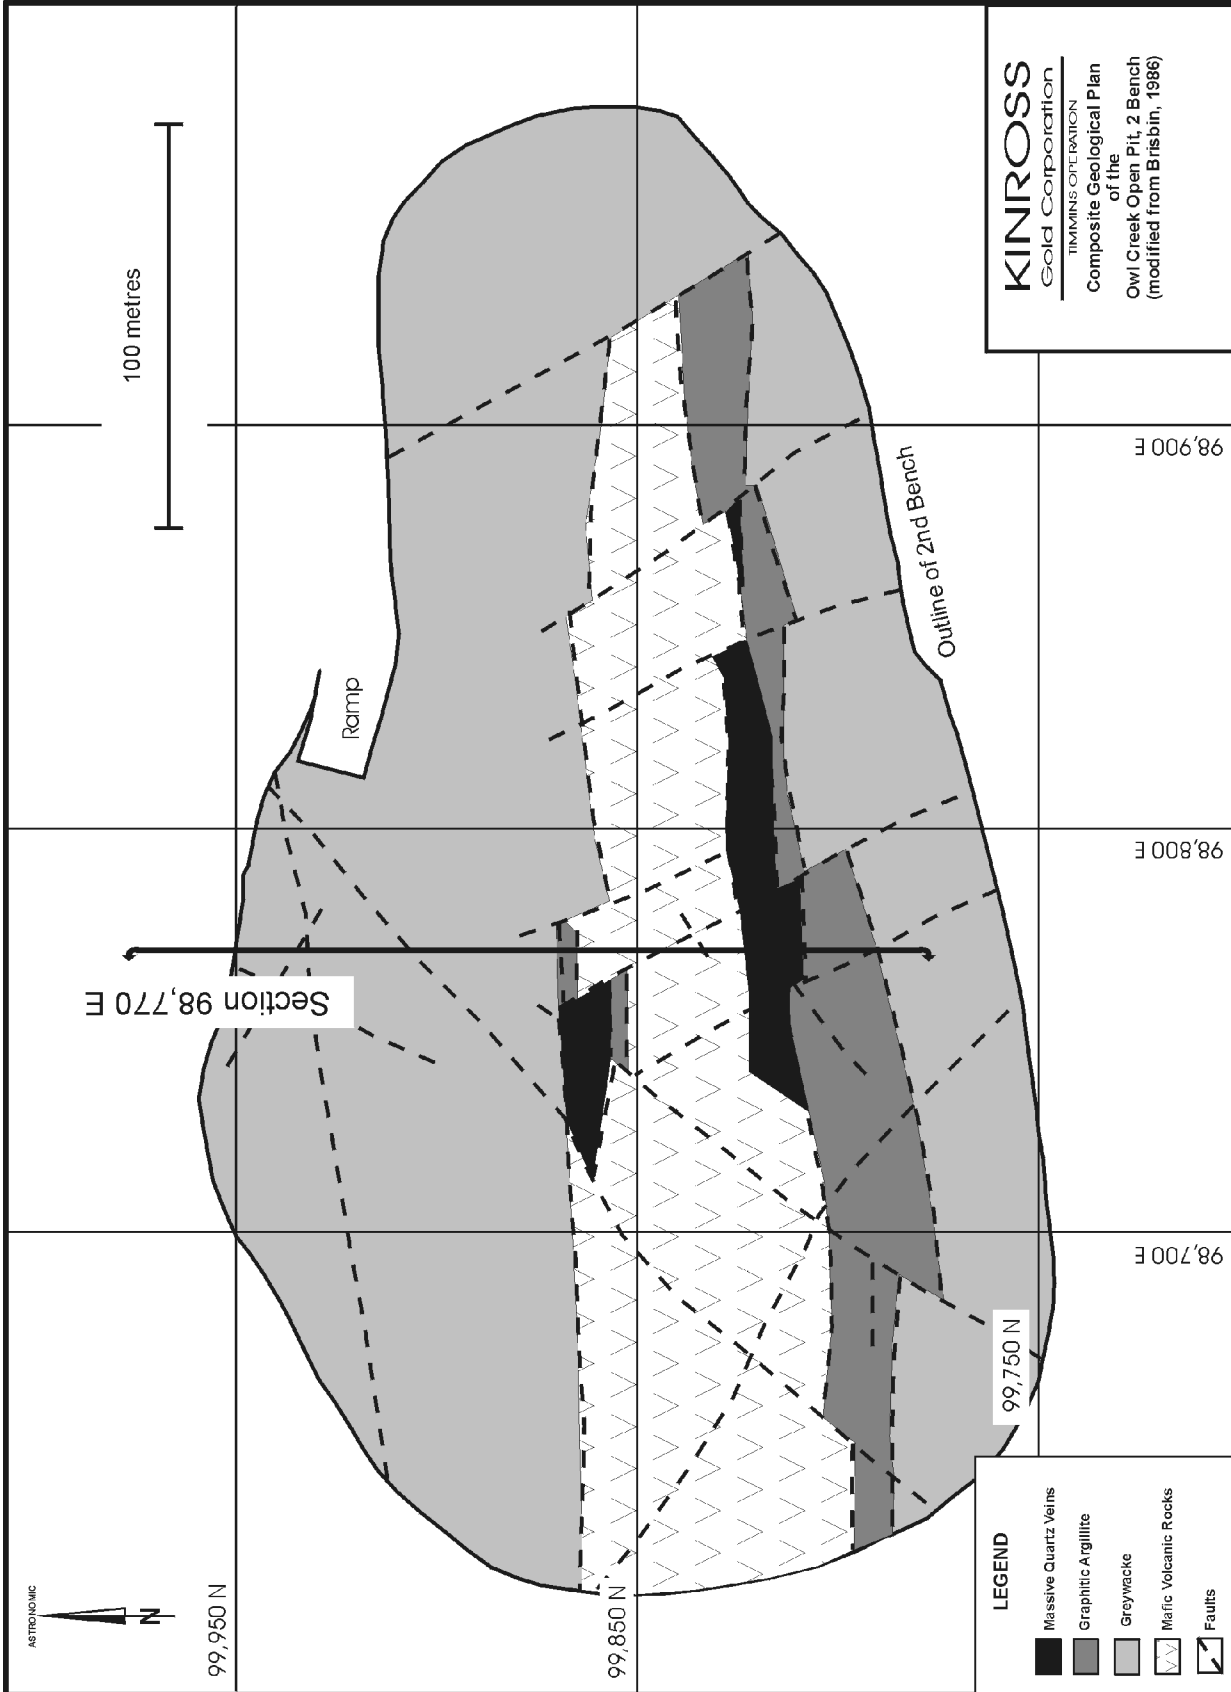 ASTRONOMIC
N
99,950 N
99,850 N
99,750 N
100 metres
Ramp
Section 98,770 E
Outline of 2nd Bench
98,700 E
98,800 E
98,900 E
LEGEND
Massive Quartz Veins
Graphitic Argillite
Greywacke
Mafic Volcanic Rocks
Faults
KINROSS
Gold Corporation
TIMMINS OPERATION
Composite Geological Plan
of the
Owl Creek Open Pit, 2 Bench
(modified from Brisbin, 1986)